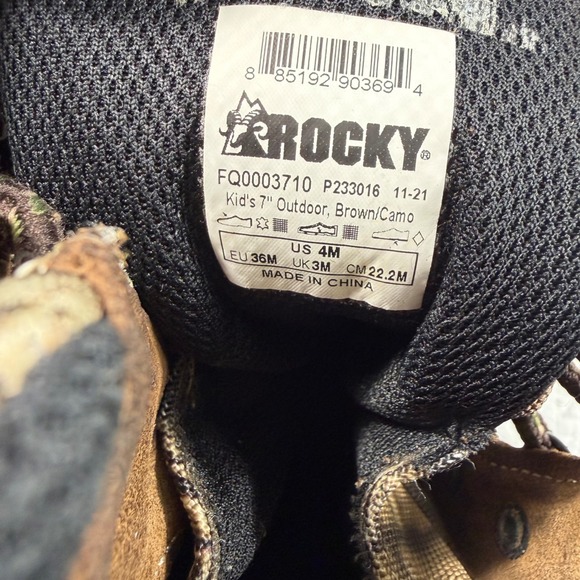 8 85192 90369 4
ROCKY®
FQ0003710 P233016 11-21
Kid's 7" Outdoor, Brown/Camo
US 4M
EU 36M UK 3M CM 22.2M
MADE IN CHINA